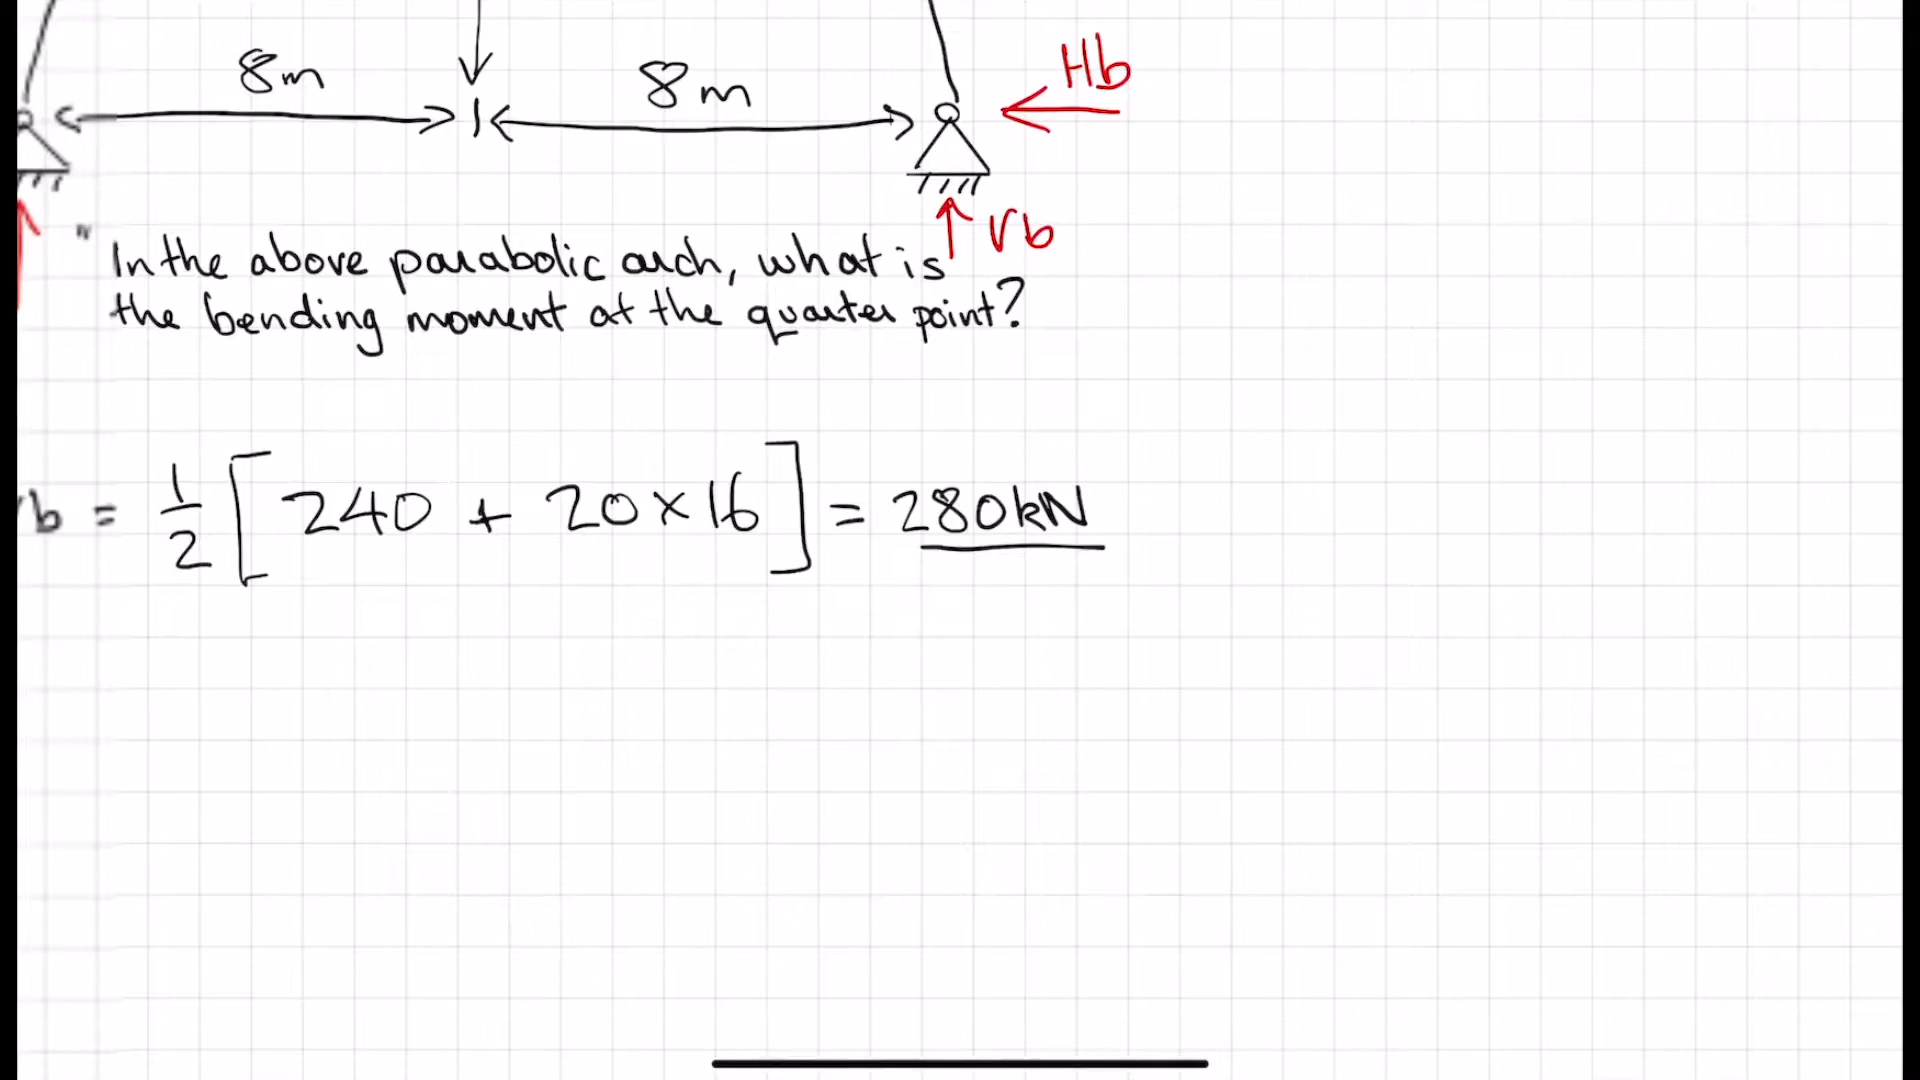 8m
8m
Hb
Vb
"In the above parabolic arch, what is
the bending moment at the quarter point?
b = 1/2 [240 + 20 × 16] = 280kN